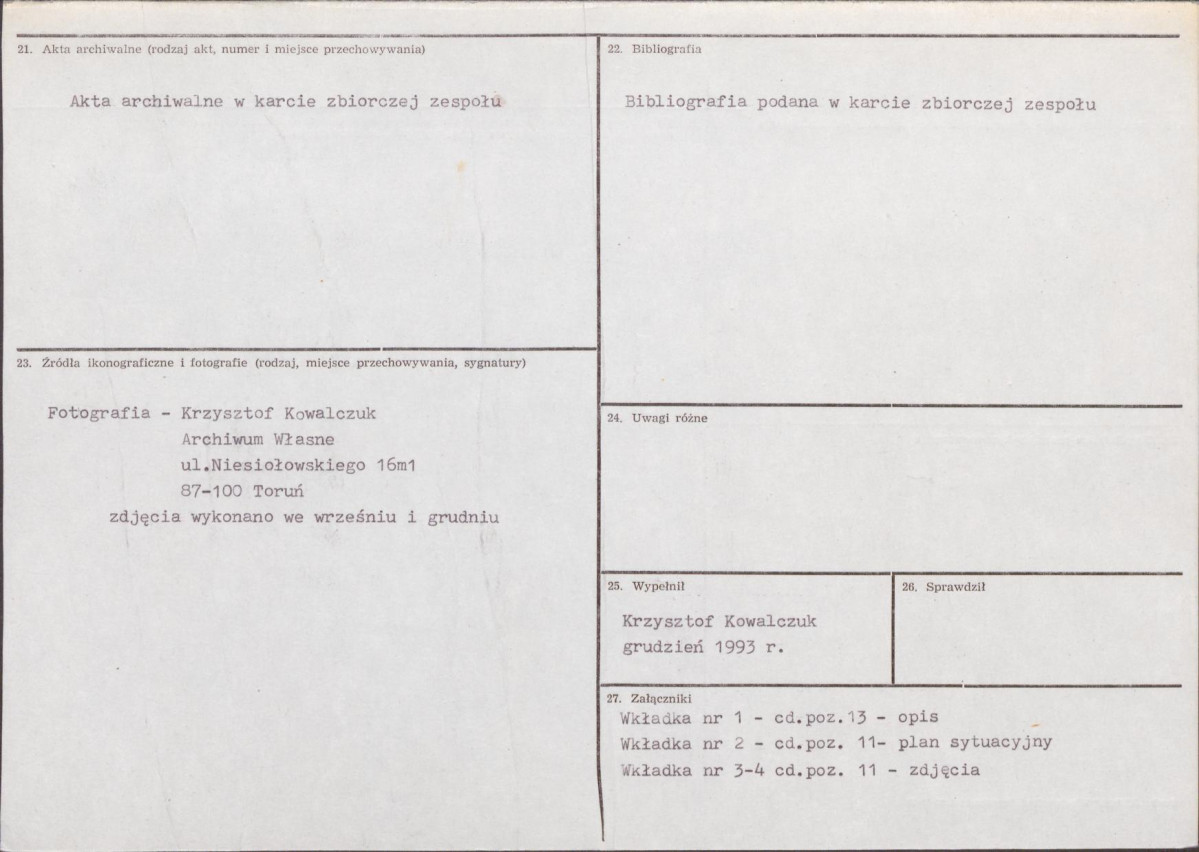 21. Akta archiwalne (rodzaj akt, numer i miejsce przechowywania)
Akta archiwalne w karcie zbiorczej zespołu
22. Bibliografia
Bibliografia podana w karcie zbiorczej zespołu
23. Źródła ikonograficzne i fotografie (rodzaj, miejsce przechowywania, sygnatury)
Fotografia - Krzysztof Kowalczuk
Archiwum Własne
ul.Niesiołowskiego 16m1
87-100 Toruń
zdjęcia wykonano we wrześniu i grudniu
24. Uwagi różne
25. Wypełnił
Krzysztof Kowalczuk
grudzień 1993 r.
26. Sprawdził
27. Załączniki
Wkładka nr 1 - cd.poz.13 - opis
Wkładka nr 2 - cd.poz. 11- plan sytuacyjny
Wkładka nr 3-4 cd.poz. 11 - zdjęcia